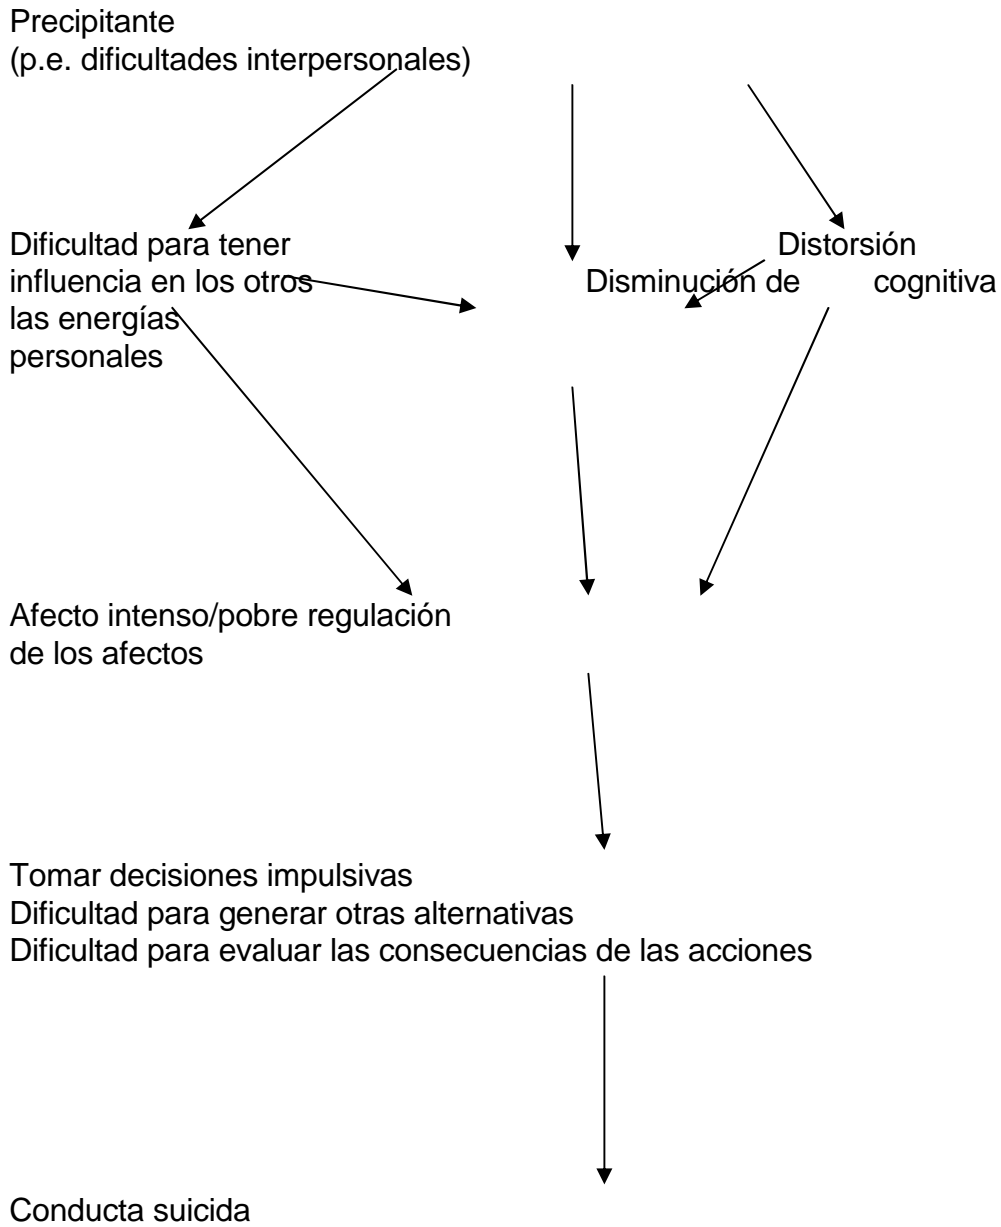 Precipitante
(p.e. dificultades interpersonales)
Dificultad para tener Distorsión
influencia en los otros Disminución de cognitiva
las energías
personales
Afecto intenso/pobre regulación
de los afectos
Tomar decisiones impulsivas
Dificultad para generar otras alternativas
Dificultad para evaluar las consecuencias de las acciones
Conducta suicida